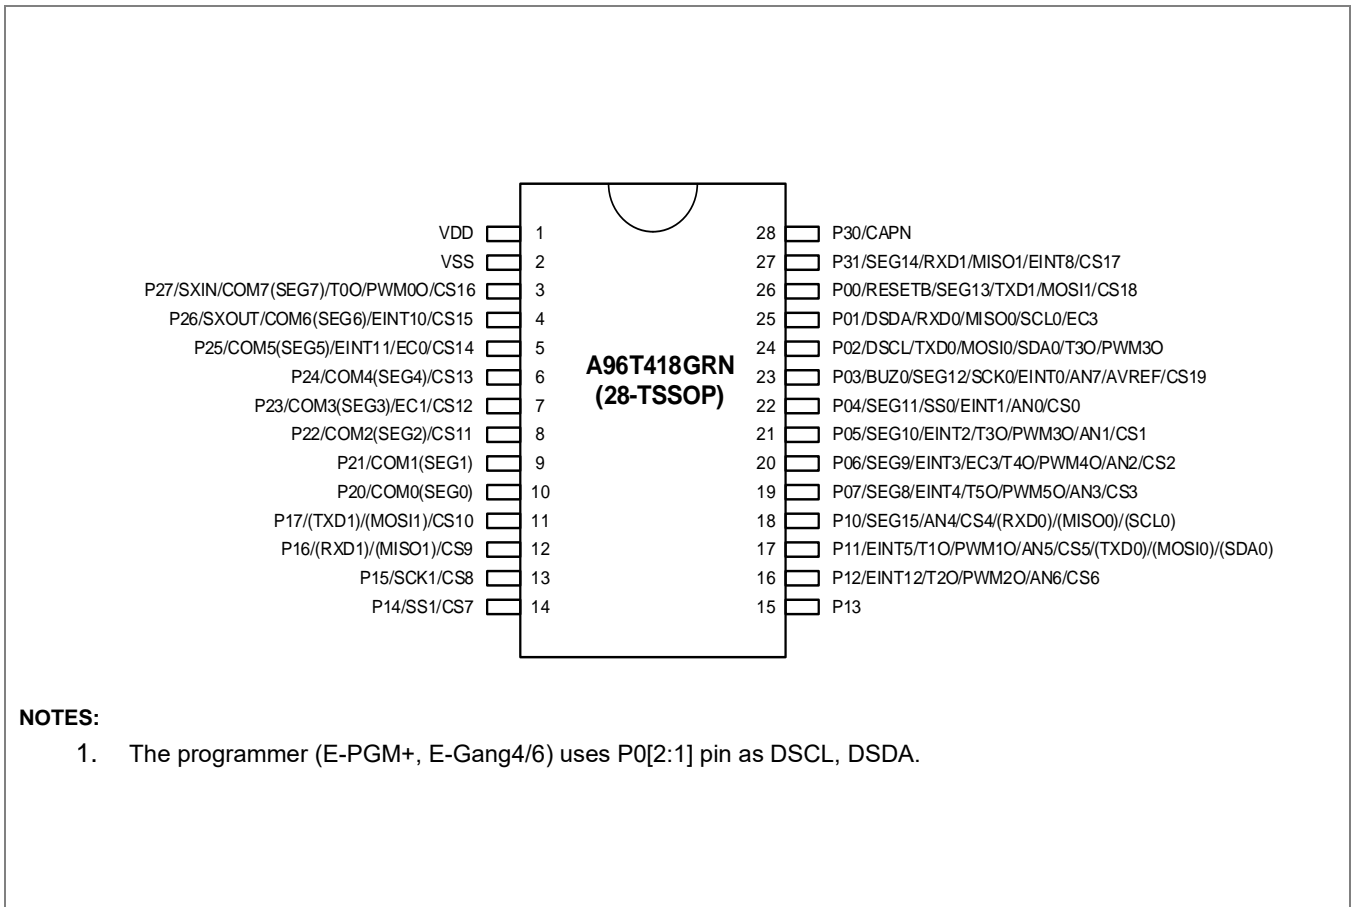 VDD 1 28 P30/CAPN
VSS 2 27 P31/SEG14/RXD1/MISO1/EINT8/CS17
P27/SXIN/COM7(SEG7)/T0O/PWM0O/CS16 3 26 P00/RESETB/SEG13/TXD1/MOSI1/CS18
P26/SXOUT/COM6(SEG6)/EINT10/CS15 4 25 P01/DSDA/RXD0/MISO0/SCL0/EC3
P25/COM5(SEG5)/EINT11/EC0/CS14 5 24 P02/DSCL/TXD0/MOSI0/SDA0/T3O/PWM3O
A96T418GRN
P24/COM4(SEG4)/CS13 6 23 P03/BUZ0/SEG12/SCK0/EINT0/AN7/AVREF/CS19
(28-TSSOP)
P23/COM3(SEG3)/EC1/CS12 7 22 P04/SEG11/SS0/EINT1/AN0/CS0
P22/COM2(SEG2)/CS11 8 21 P05/SEG10/EINT2/T3O/PWM3O/AN1/CS1
P21/COM1(SEG1) 9 20 P06/SEG9/EINT3/EC3/T4O/PWM4O/AN2/CS2
P20/COM0(SEG0) 10 19 P07/SEG8/EINT4/T5O/PWM5O/AN3/CS3
P17/(TXD1)/(MOSI1)/CS10 11 18 P10/SEG15/AN4/CS4/(RXD0)/(MISO0)/(SCL0)
P16/(RXD1)/(MISO1)/CS9 12 17 P11/EINT5/T1O/PWM1O/AN5/CS5/(TXD0)/(MOSI0)/(SDA0)
P15/SCK1/CS8 13 16 P12/EINT12/T2O/PWM2O/AN6/CS6
P14/SS1/CS7 14 15 P13
NOTES:
1. The programmer (E-PGM+, E-Gang4/6) uses P0[2:1] pin as DSCL, DSDA.